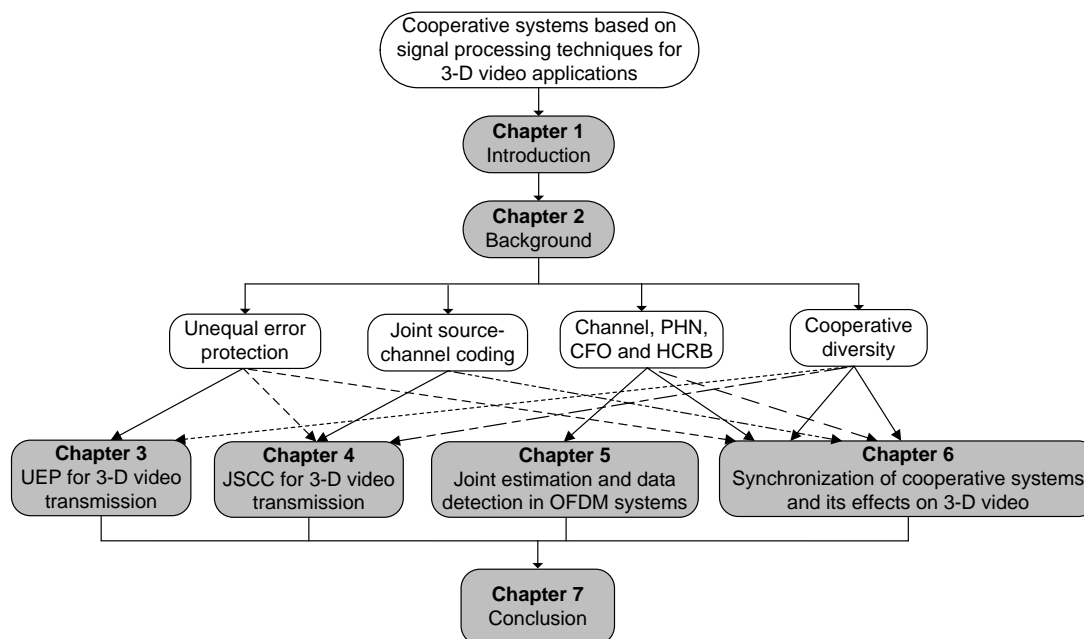 Cooperative systems based on
signal processing techniques for
3-D video applications
Chapter 1
Introduction
Chapter 2
Background
Unequal error
protection
Joint source-
channel coding
Channel, PHN,
CFO and HCRB
Cooperative
diversity
Chapter 3
UEP for 3-D video
transmission
Chapter 4
JSCC for 3-D video
transmission
Chapter 5
Joint estimation and data
detection in OFDM systems
Chapter 6
Synchronization of cooperative systems
and its effects on 3-D video
Chapter 7
Conclusion